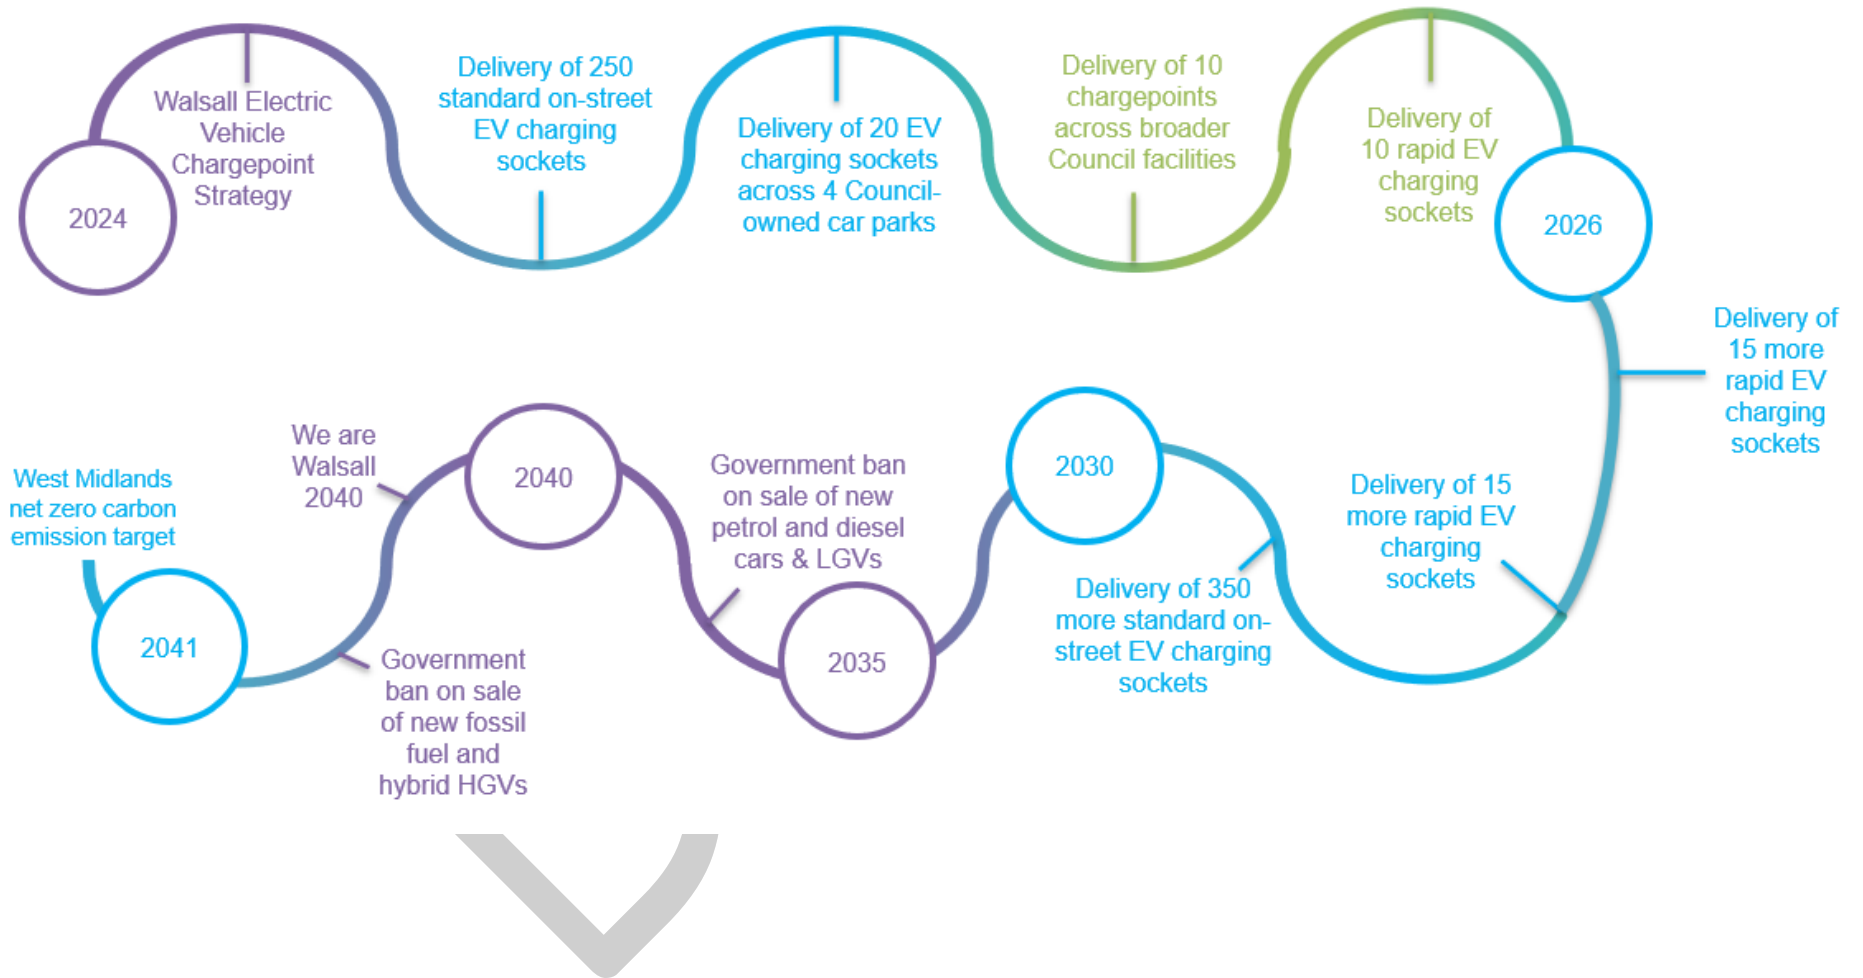 2024
Walsall Electric
Vehicle
Chargepoint
Strategy
Delivery of 250
standard on-street
EV charging
sockets
Delivery of 20 EV
charging sockets
across 4 Council-
owned car parks
Delivery of 10
chargepoints
across broader
Council facilities
Delivery of
10 rapid EV
charging
sockets
2026
Delivery of
15 more
rapid EV
charging
sockets
Delivery of 15
more rapid EV
charging
sockets
Delivery of 350
more standard on-
street EV charging
sockets
2030
2035
Government ban
on sale of new
petrol and diesel
cars & LGVs
2040
We are
Walsall
2040
Government
ban on sale
of new fossil
fuel and
hybrid HGVs
2041
West Midlands
net zero carbon
emission target